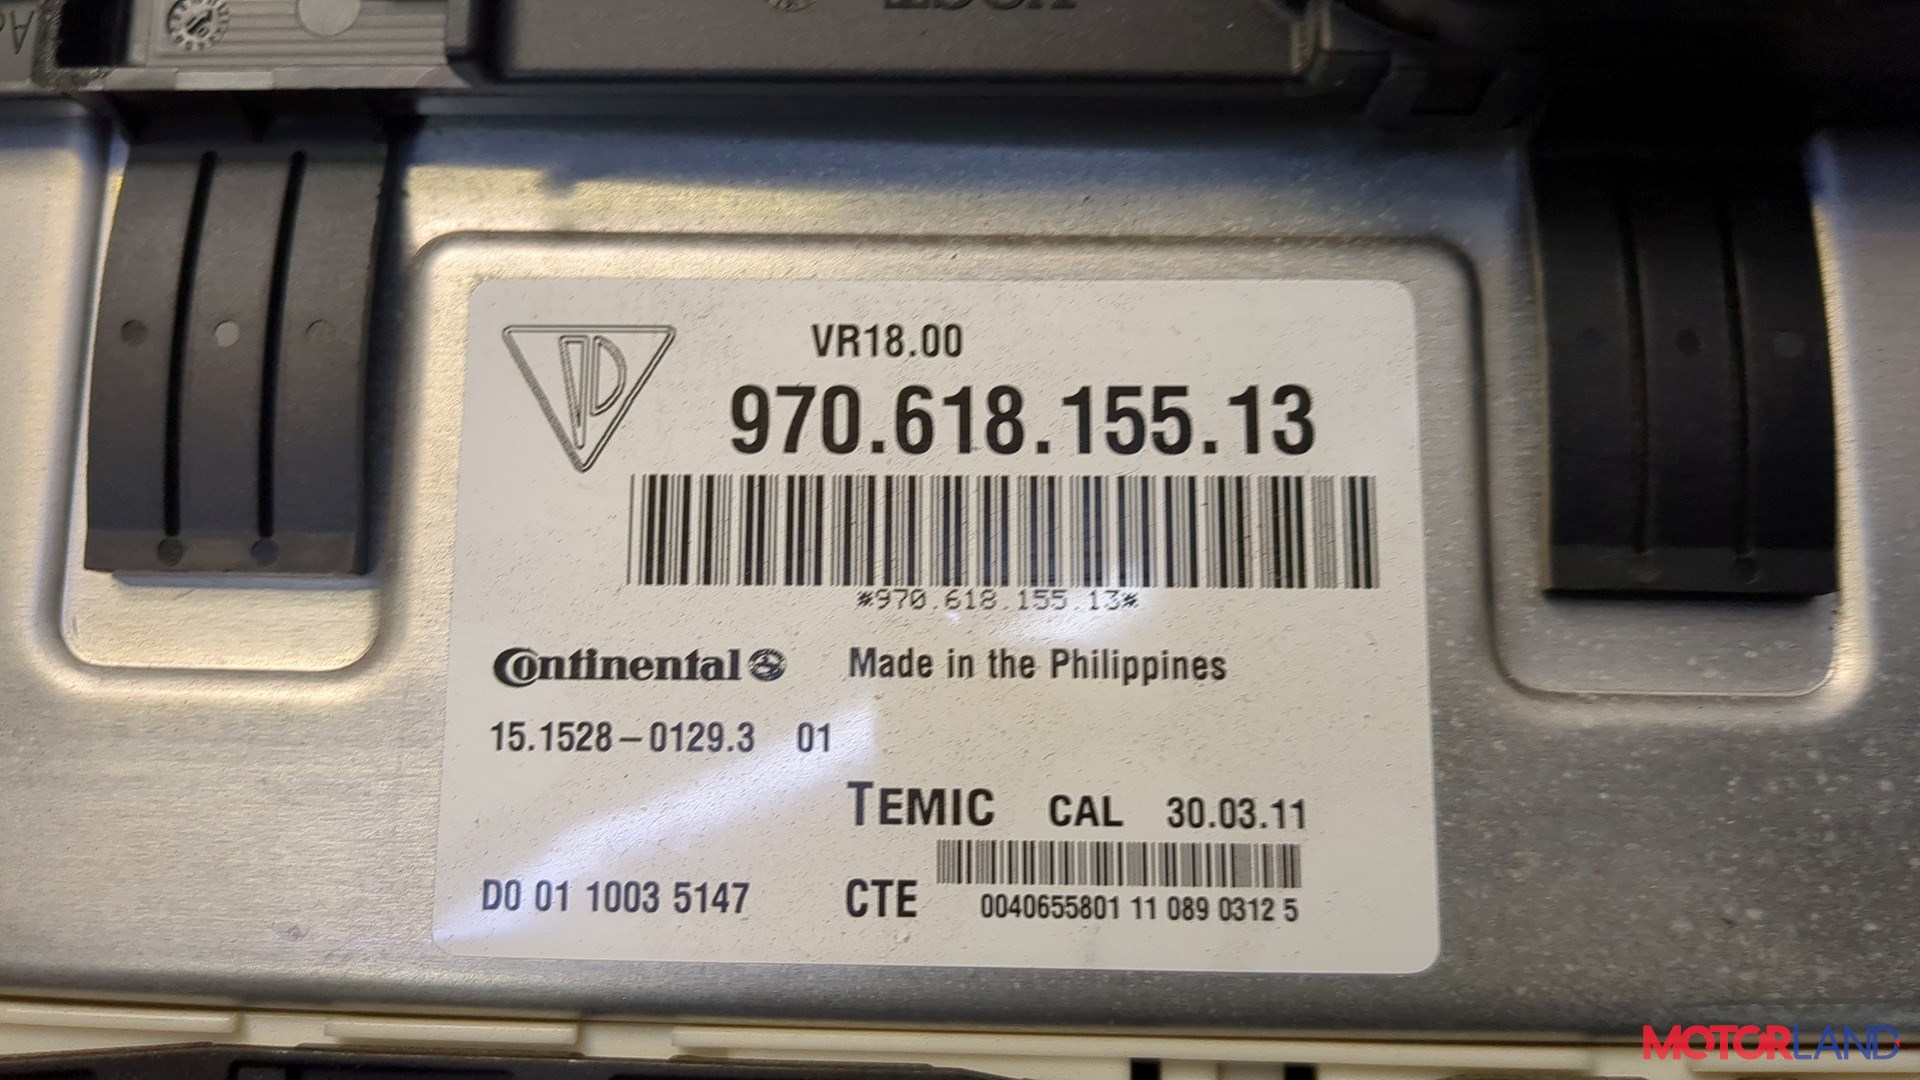 VR18.00
970.618.155.13
*970.618.155.13*
Continental Made in the Philippines
15.1528-0129.3 01
TEMIC CAL 30.03.11
D0 01 1003 5147 CTE 0040655801 11 089 0312 5
MOTORLAND